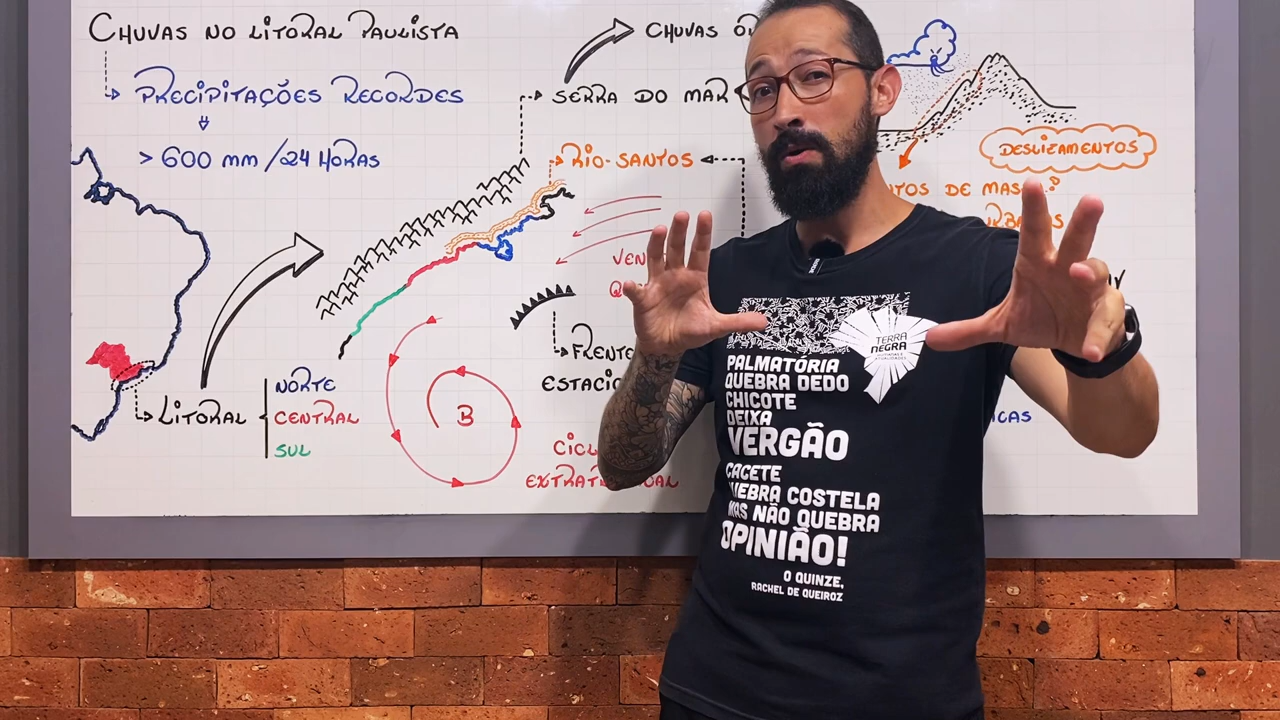 CHUVAS NO LITORAL PAULISTA
PRECIPITAÇÕES RECORDES
> 600 mm /24 HORAS
CHUVAS
SERRA DO MAR
RIO-SANTOS
DESLIZAMENTOS
DE MASSA
FRENTE
B
LITORAL
NORTE
CENTRAL
SUL
TERRA
NEGRA
PALMATÓRIA
QUEBRA DEDO
CHICOTE
DEIXA
VERGÃO
CACETE
QUEBRA COSTELA
MAS NÃO QUEBRA
OPINIÃO!
O QUINZE,
RACHEL DE QUEIROZ